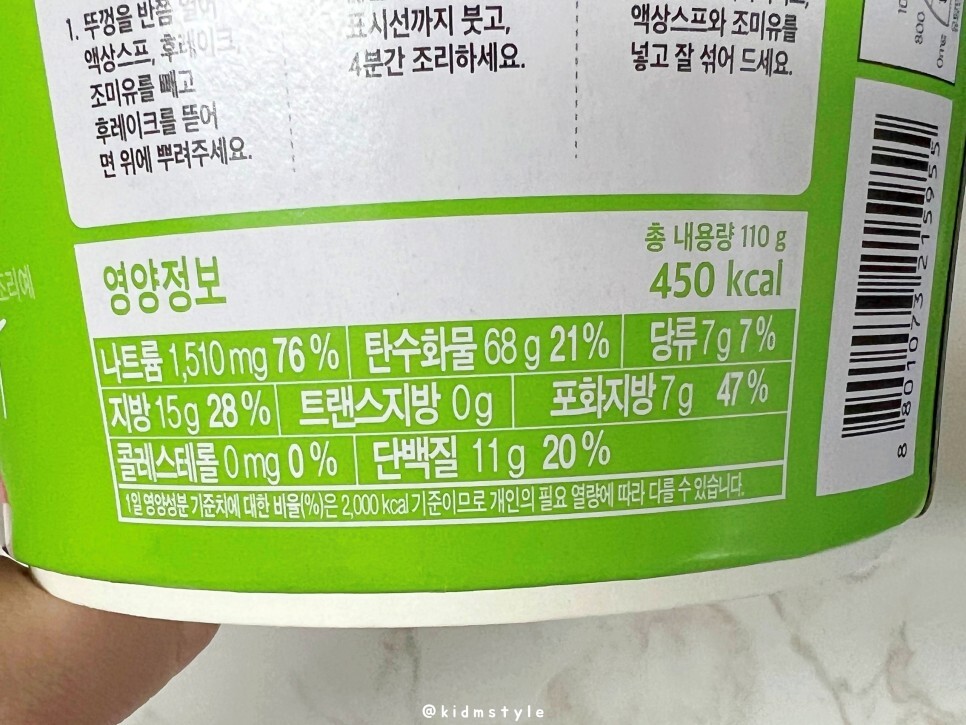 1. 뚜껑을 반쯤 열어
액상스프, 후레이크,
조미유를 빼고
후레이크를 뜯어
면 위에 뿌려주세요.
표시선까지 붓고,
4분간 조리하세요.
액상스프와 조미유를
넣고 잘 섞어 드세요.
조리예
영양정보
총 내용량 110 g
450 kcal
나트륨 1,510 mg 76 % 탄수화물 68 g 21% 당류 7g 7%
지방 15g 28 % 트랜스지방 0g 포화지방 7g 47 %
콜레스테롤 0 mg 0 % 단백질 11 g 20 %
1일 영양성분 기준치에 대한 비율(%)은 2,000 kcal 기준이므로 개인의 필요 열량에 따라 다를 수 있습니다.
800
8 801073 215955
@kidmstyle